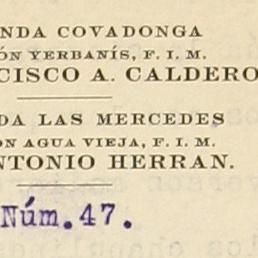 NDA COVADONGA
ÓN YERBANÍS, F. I. M.
CISCO A. CALDERO
DA LAS MERCEDES
ON AGUA VIEJA, F. I. M.
NTONIO HERRAN.
Núm. 47.